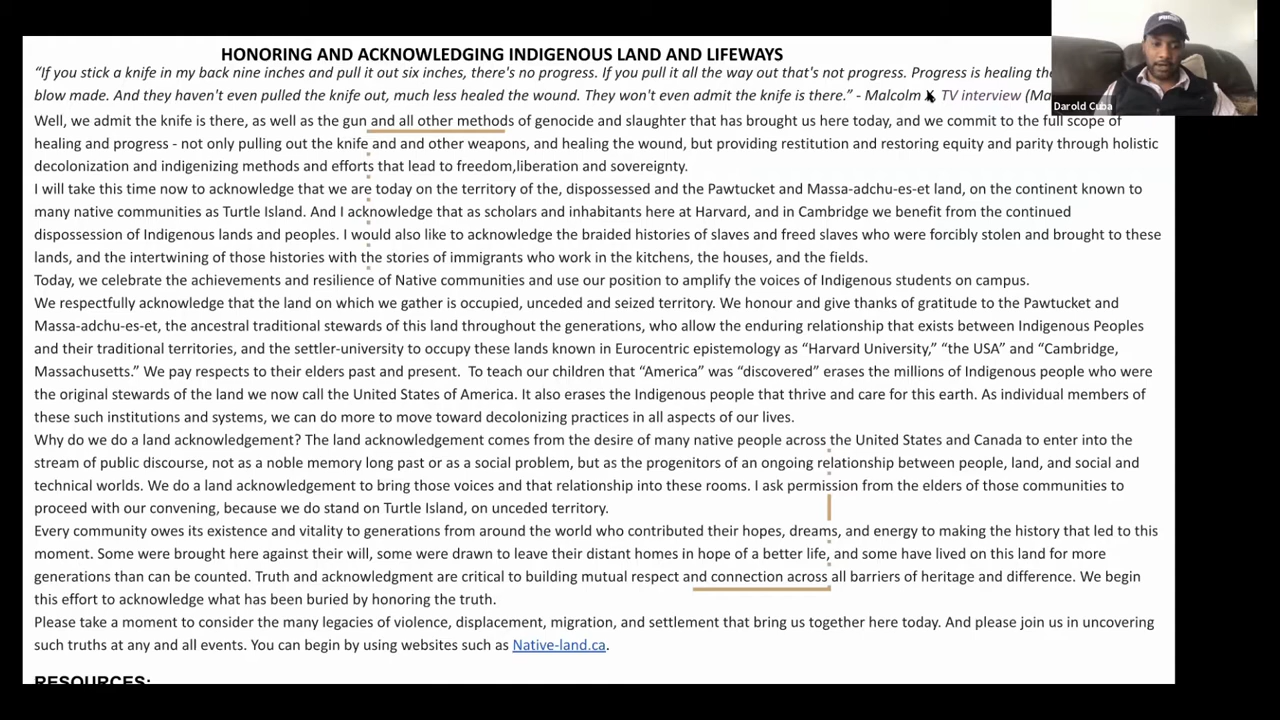 HONORING AND ACKNOWLEDGING INDIGENOUS LAND AND LIFEWAYS
“If you stick a knife in my back nine inches and pull it out six inches, there's no progress. If you pull it all the way out that's not progress. Progress is healing the
blow made. And they haven't even pulled the knife out, much less healed the wound. They won't even admit the knife is there.” - Malcolm X TV interview (Ma
Darold Cuba
Well, we admit the knife is there, as well as the gun and all other methods of genocide and slaughter that has brought us here today, and we commit to the full scope of
healing and progress - not only pulling out the knife and and other weapons, and healing the wound, but providing restitution and restoring equity and parity through holistic
decolonization and indigenizing methods and efforts that lead to freedom,liberation and sovereignty.
I will take this time now to acknowledge that we are today on the territory of the, dispossessed and the Pawtucket and Massa-adchu-es-et land, on the continent known to
many native communities as Turtle Island. And I acknowledge that as scholars and inhabitants here at Harvard, and in Cambridge we benefit from the continued
dispossession of Indigenous lands and peoples. I would also like to acknowledge the braided histories of slaves and freed slaves who were forcibly stolen and brought to these
lands, and the intertwining of those histories with the stories of immigrants who work in the kitchens, the houses, and the fields.
Today, we celebrate the achievements and resilience of Native communities and use our position to amplify the voices of Indigenous students on campus.
We respectfully acknowledge that the land on which we gather is occupied, unceded and seized territory. We honour and give thanks of gratitude to the Pawtucket and
Massa-adchu-es-et, the ancestral traditional stewards of this land throughout the generations, who allow the enduring relationship that exists between Indigenous Peoples
and their traditional territories, and the settler-university to occupy these lands known in Eurocentric epistemology as “Harvard University,” “the USA” and “Cambridge,
Massachusetts.” We pay respects to their elders past and present. To teach our children that “America” was “discovered” erases the millions of Indigenous people who were
the original stewards of the land we now call the United States of America. It also erases the Indigenous people that thrive and care for this earth. As individual members of
these such institutions and systems, we can do more to move toward decolonizing practices in all aspects of our lives.
Why do we do a land acknowledgement? The land acknowledgement comes from the desire of many native people across the United States and Canada to enter into the
stream of public discourse, not as a noble memory long past or as a social problem, but as the progenitors of an ongoing relationship between people, land, and social and
technical worlds. We do a land acknowledgement to bring those voices and that relationship into these rooms. I ask permission from the elders of those communities to
proceed with our convening, because we do stand on Turtle Island, on unceded territory.
Every community owes its existence and vitality to generations from around the world who contributed their hopes, dreams, and energy to making the history that led to this
moment. Some were brought here against their will, some were drawn to leave their distant homes in hope of a better life, and some have lived on this land for more
generations than can be counted. Truth and acknowledgment are critical to building mutual respect and connection across all barriers of heritage and difference. We begin
this effort to acknowledge what has been buried by honoring the truth.
Please take a moment to consider the many legacies of violence, displacement, migration, and settlement that bring us together here today. And please join us in uncovering
such truths at any and all events. You can begin by using websites such as Native-land.ca.
RESOURCES: